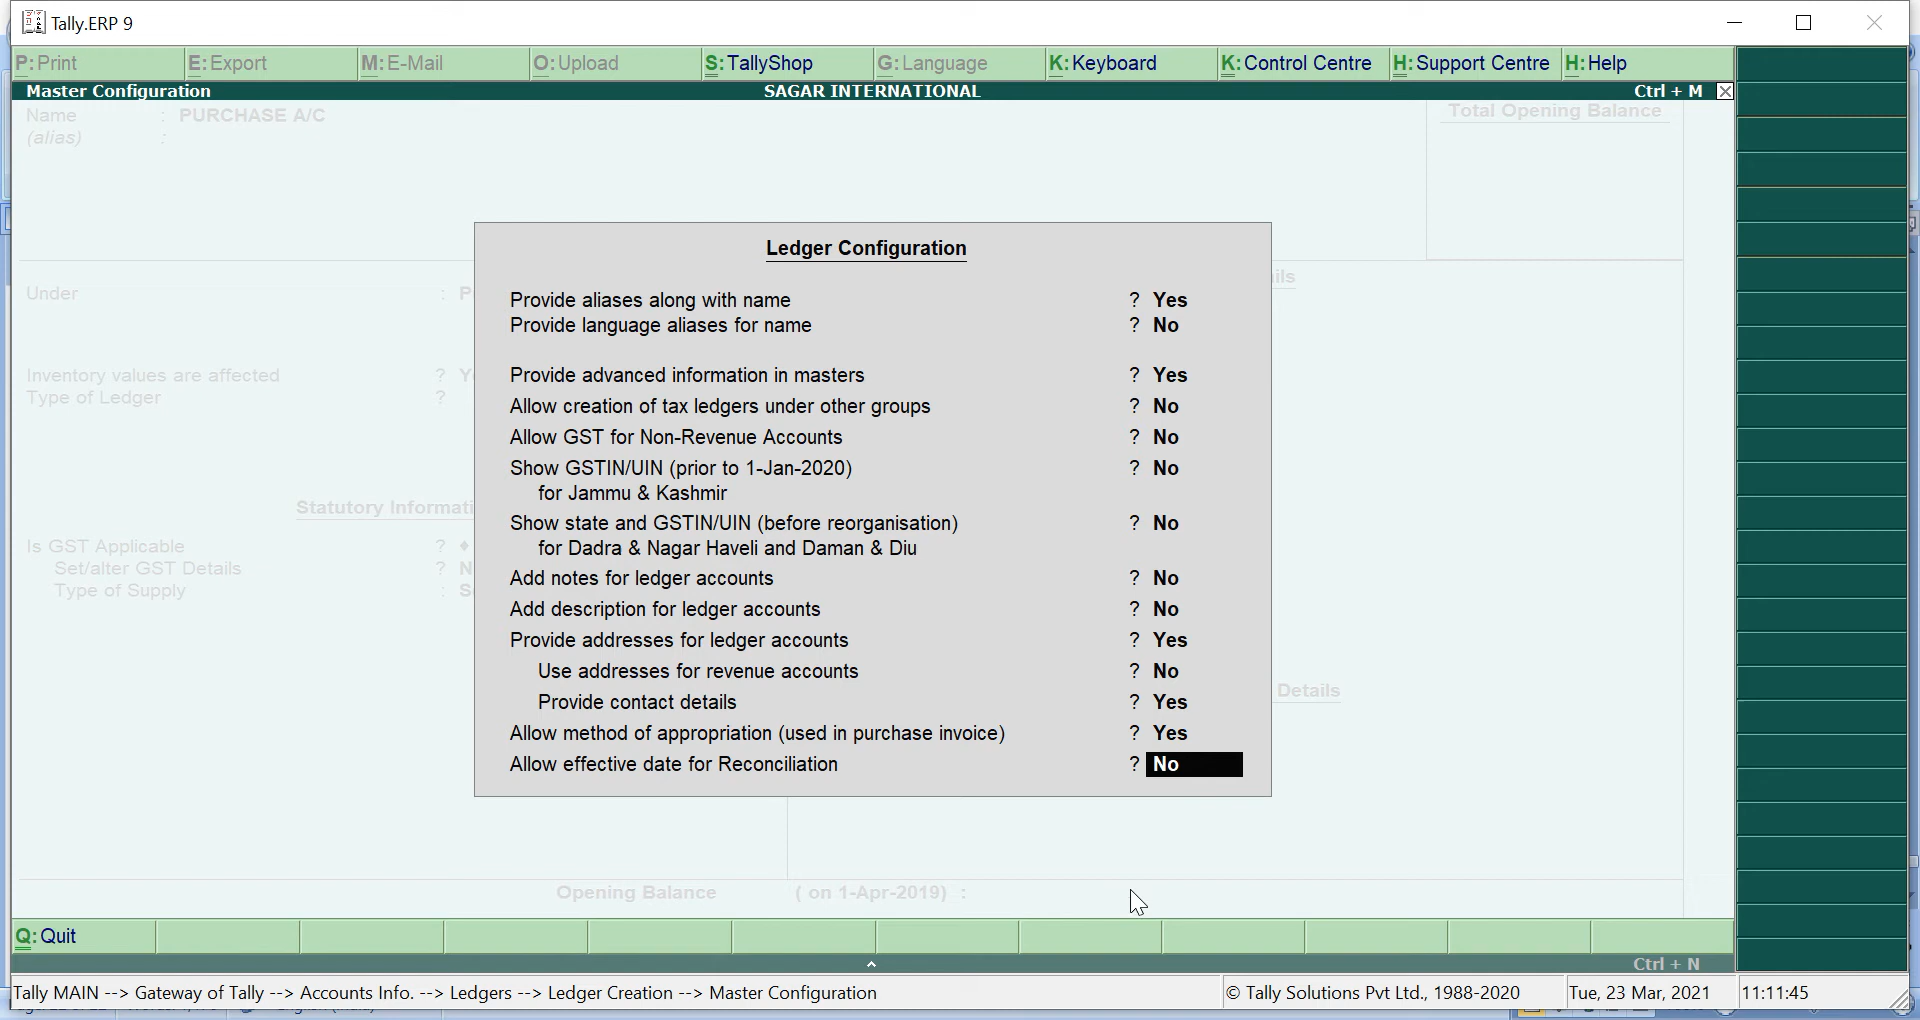 Tally.ERP 9
P: Print E: Export M: E-Mail O: Upload S: TallyShop G: Language K: Keyboard K: Control Centre H: Support Centre H: Help
Master Configuration SAGAR INTERNATIONAL Ctrl + M
Name : PURCHASE A/C Total Opening Balance
(alias) :
Ledger Configuration
Under : P
Provide aliases along with name ? Yes
Provide language aliases for name ? No
Inventory values are affected ?
Type of Ledger ?
Provide advanced information in masters ? Yes
Allow creation of tax ledgers under other groups ? No
Allow GST for Non-Revenue Accounts ? No
Show GSTIN/UIN (prior to 1-Jan-2020) ? No
for Jammu & Kashmir
Statutory Informati
Show state and GSTIN/UIN (before reorganisation) ? No
for Dadra & Nagar Haveli and Daman & Diu
Is GST Applicable ? ♦
Set/alter GST Details ? N
Type of Supply : S
Add notes for ledger accounts ? No
Add description for ledger accounts ? No
Provide addresses for ledger accounts ? Yes
Use addresses for revenue accounts ? No
Provide contact details ? Yes
Details
Allow method of appropriation (used in purchase invoice) ? Yes
Allow effective date for Reconciliation ? No
Opening Balance ( on 1-Apr-2019) :
Q: Quit
Ctrl + N
Tally MAIN --> Gateway of Tally --> Accounts Info. --> Ledgers --> Ledger Creation --> Master Configuration © Tally Solutions Pvt Ltd., 1988-2020 Tue, 23 Mar, 2021 11:11:45